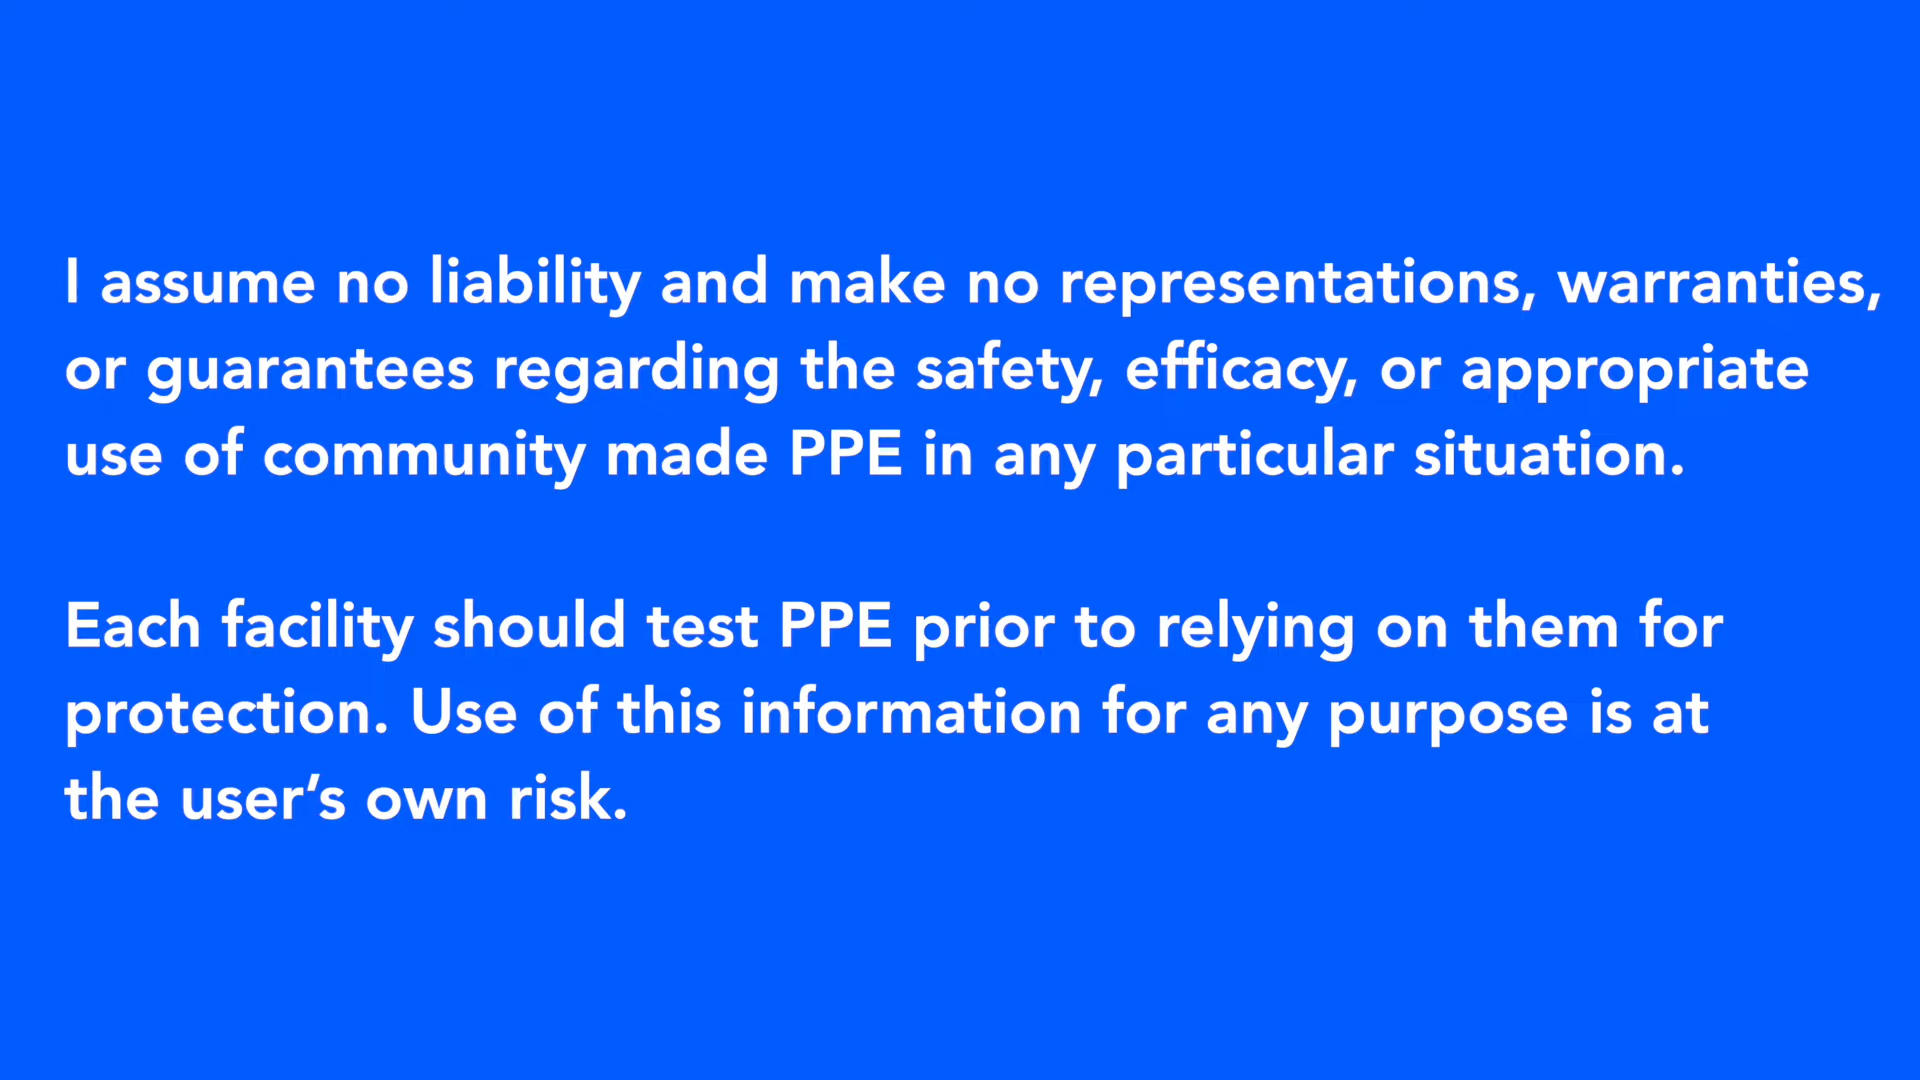 I assume no liability and make no representations, warranties,
or guarantees regarding the safety, efficacy, or appropriate
use of community made PPE in any particular situation.
Each facility should test PPE prior to relying on them for
protection. Use of this information for any purpose is at
the user’s own risk.